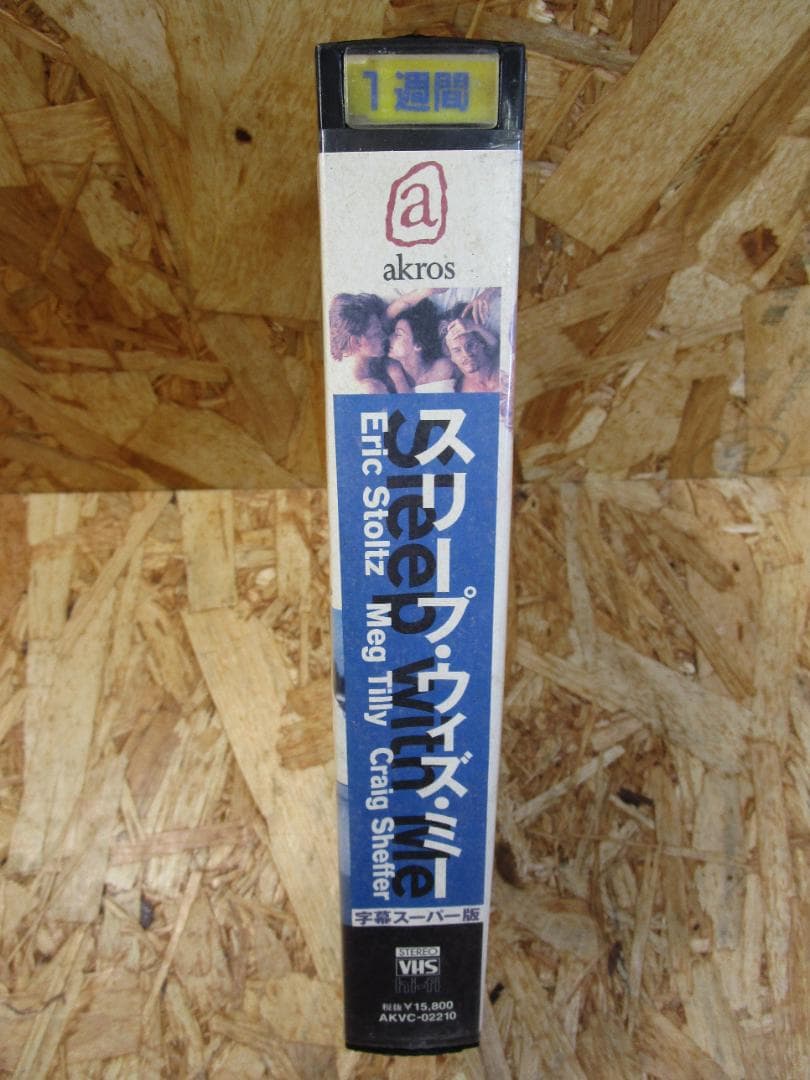 1週間
a
akros
スリープ・ウィズ・ミー
Sleep with Me
Eric Stoltz Meg Tilly Craig Sheffer
字幕スーパー版
STEREO
VHS
hi-fi
税抜¥15,800
AKVC-02210